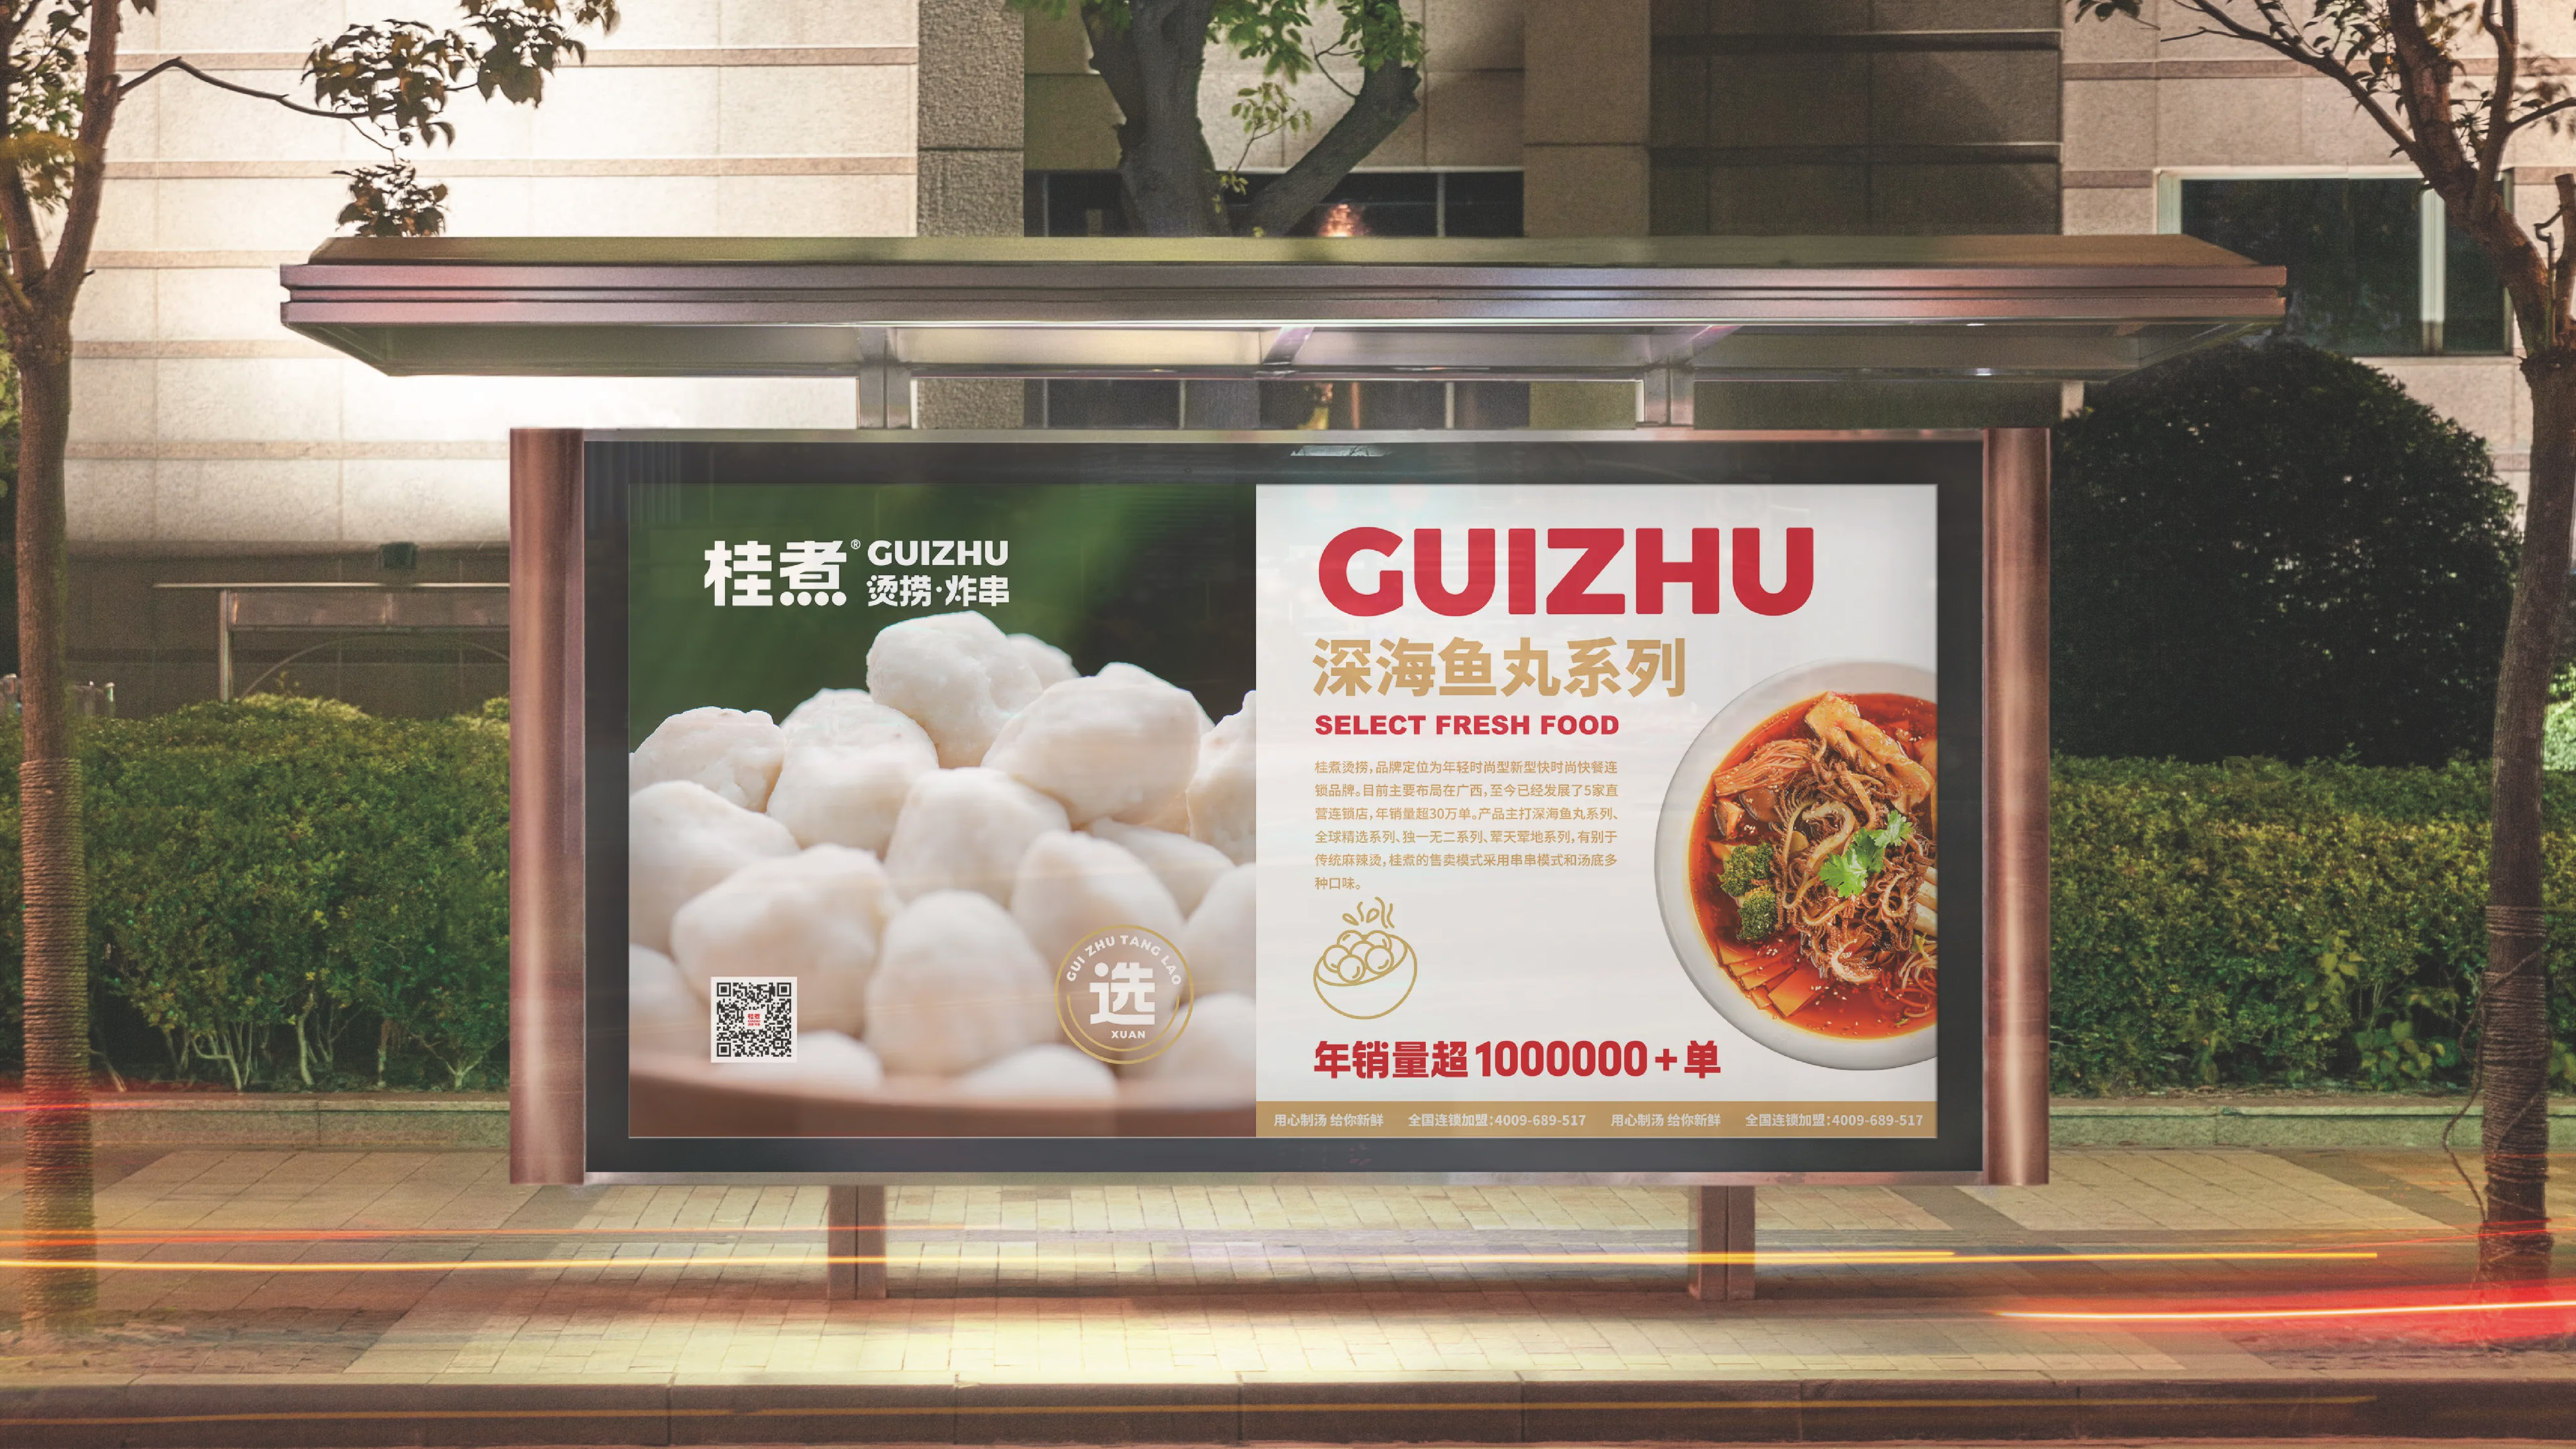 桂煮® GUIZHU
烫捞·炸串
GUI ZHU TANG LAO
选
XUAN
GUIZHU
深海鱼丸系列
SELECT FRESH FOOD
桂煮烫捞,品牌定位为年轻时尚型新型快时尚快餐连
锁品牌。目前主要布局在广西,至今已经发展了5家直
营连锁店,年销量超30万单。产品主打深海鱼丸系列、
全球精选系列、独一无二系列、荤天荤地系列,有别于
传统麻辣烫,桂煮的售卖模式采用串串模式和汤底多
种口味。
年销量超1000000+单
用心制汤 给你新鲜 全国连锁加盟:4009-689-517 用心制汤 给你新鲜 全国连锁加盟:4009-689-517